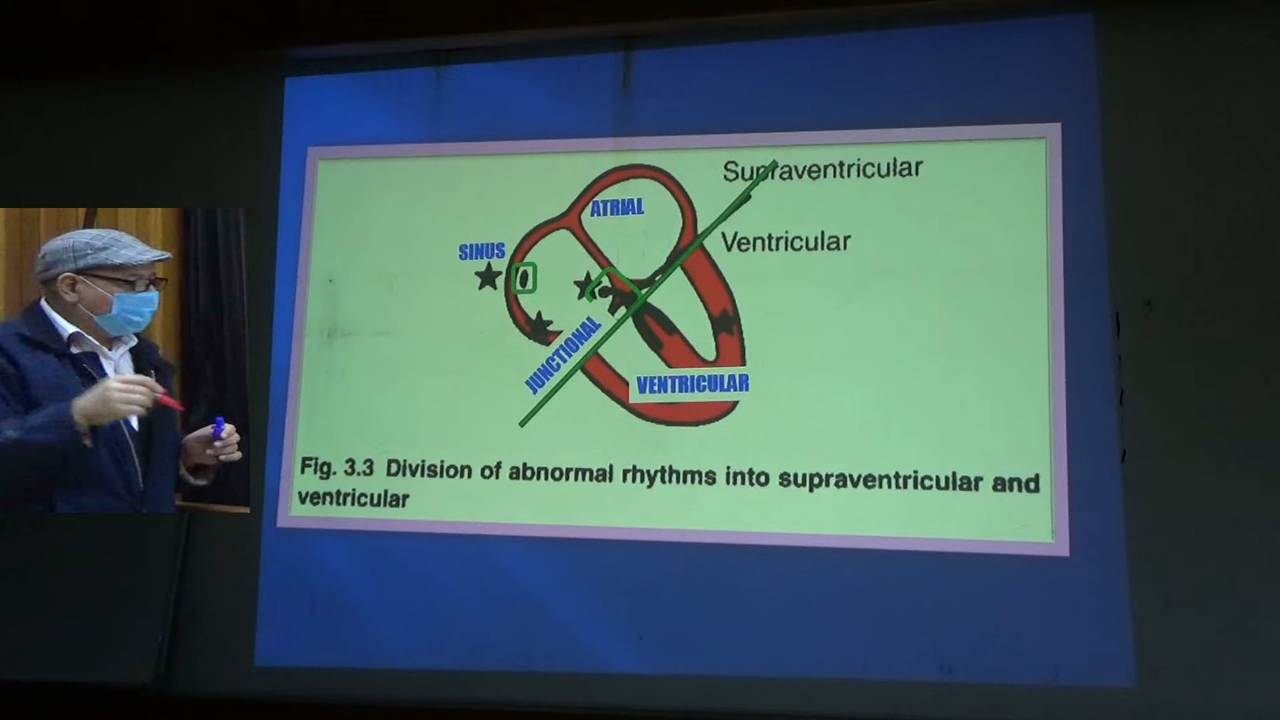 Supraventricular
ATRIAL
Ventricular
SINUS
JUNCTIONAL
VENTRICULAR
Fig. 3.3 Division of abnormal rhythms into supraventricular and
ventricular